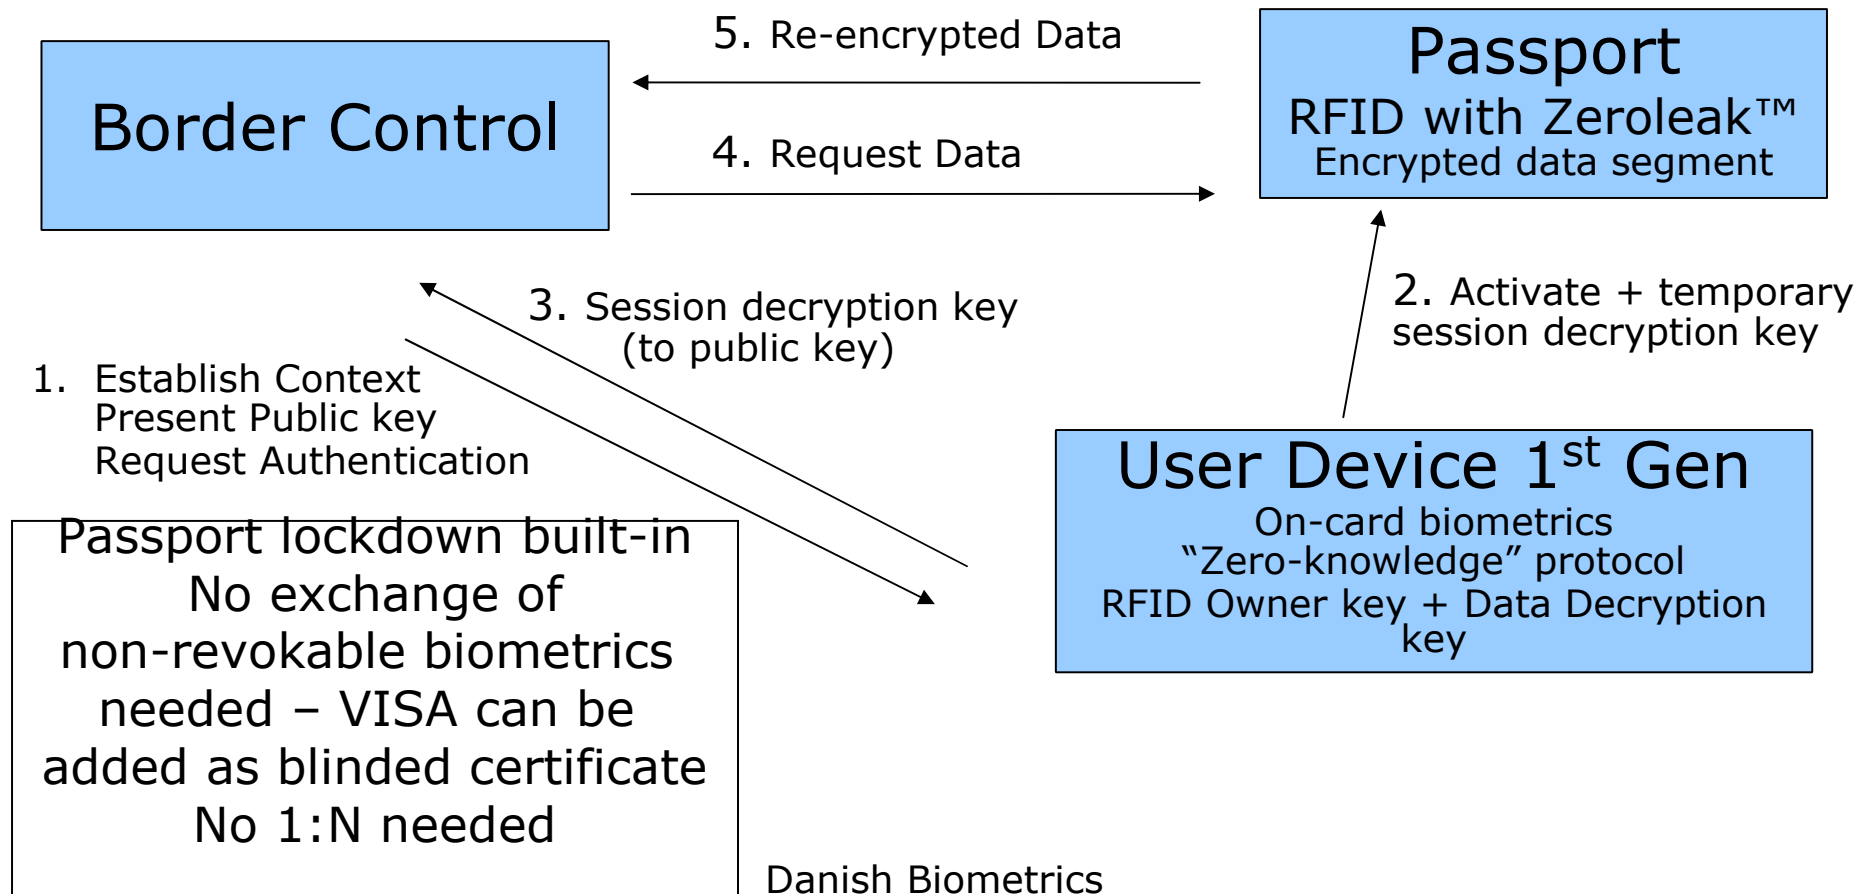 5. Re-encrypted Data
Border Control
4. Request Data
Passport
RFID with Zeroleak™
Encrypted data segment
3. Session decryption key
(to public key)
2. Activate + temporary
session decryption key
1. Establish Context
Present Public key
Request Authentication
User Device 1st Gen
On-card biometrics
“Zero-knowledge” protocol
RFID Owner key + Data Decryption
key
Passport lockdown built-in
No exchange of
non-revokable biometrics
needed – VISA can be
added as blinded certificate
No 1:N needed
Danish Biometrics